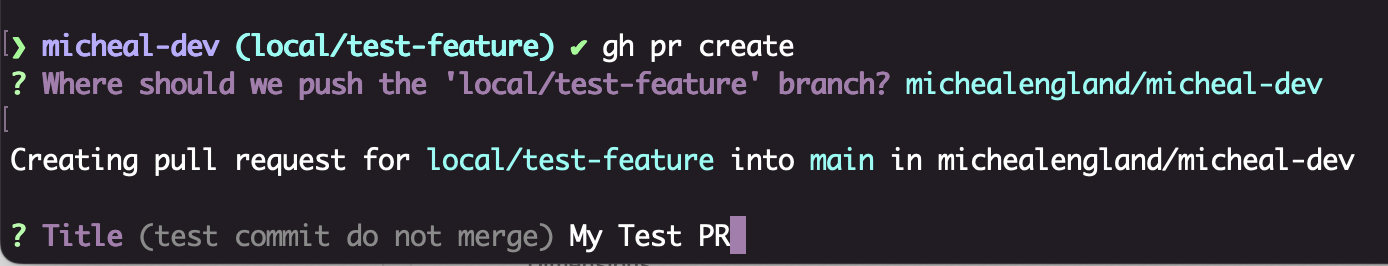 ❯ micheal-dev (local/test-feature) ✔ gh pr create
? Where should we push the 'local/test-feature' branch? michealengland/micheal-dev
Creating pull request for local/test-feature into main in michealengland/micheal-dev
? Title (test commit do not merge) My Test PR